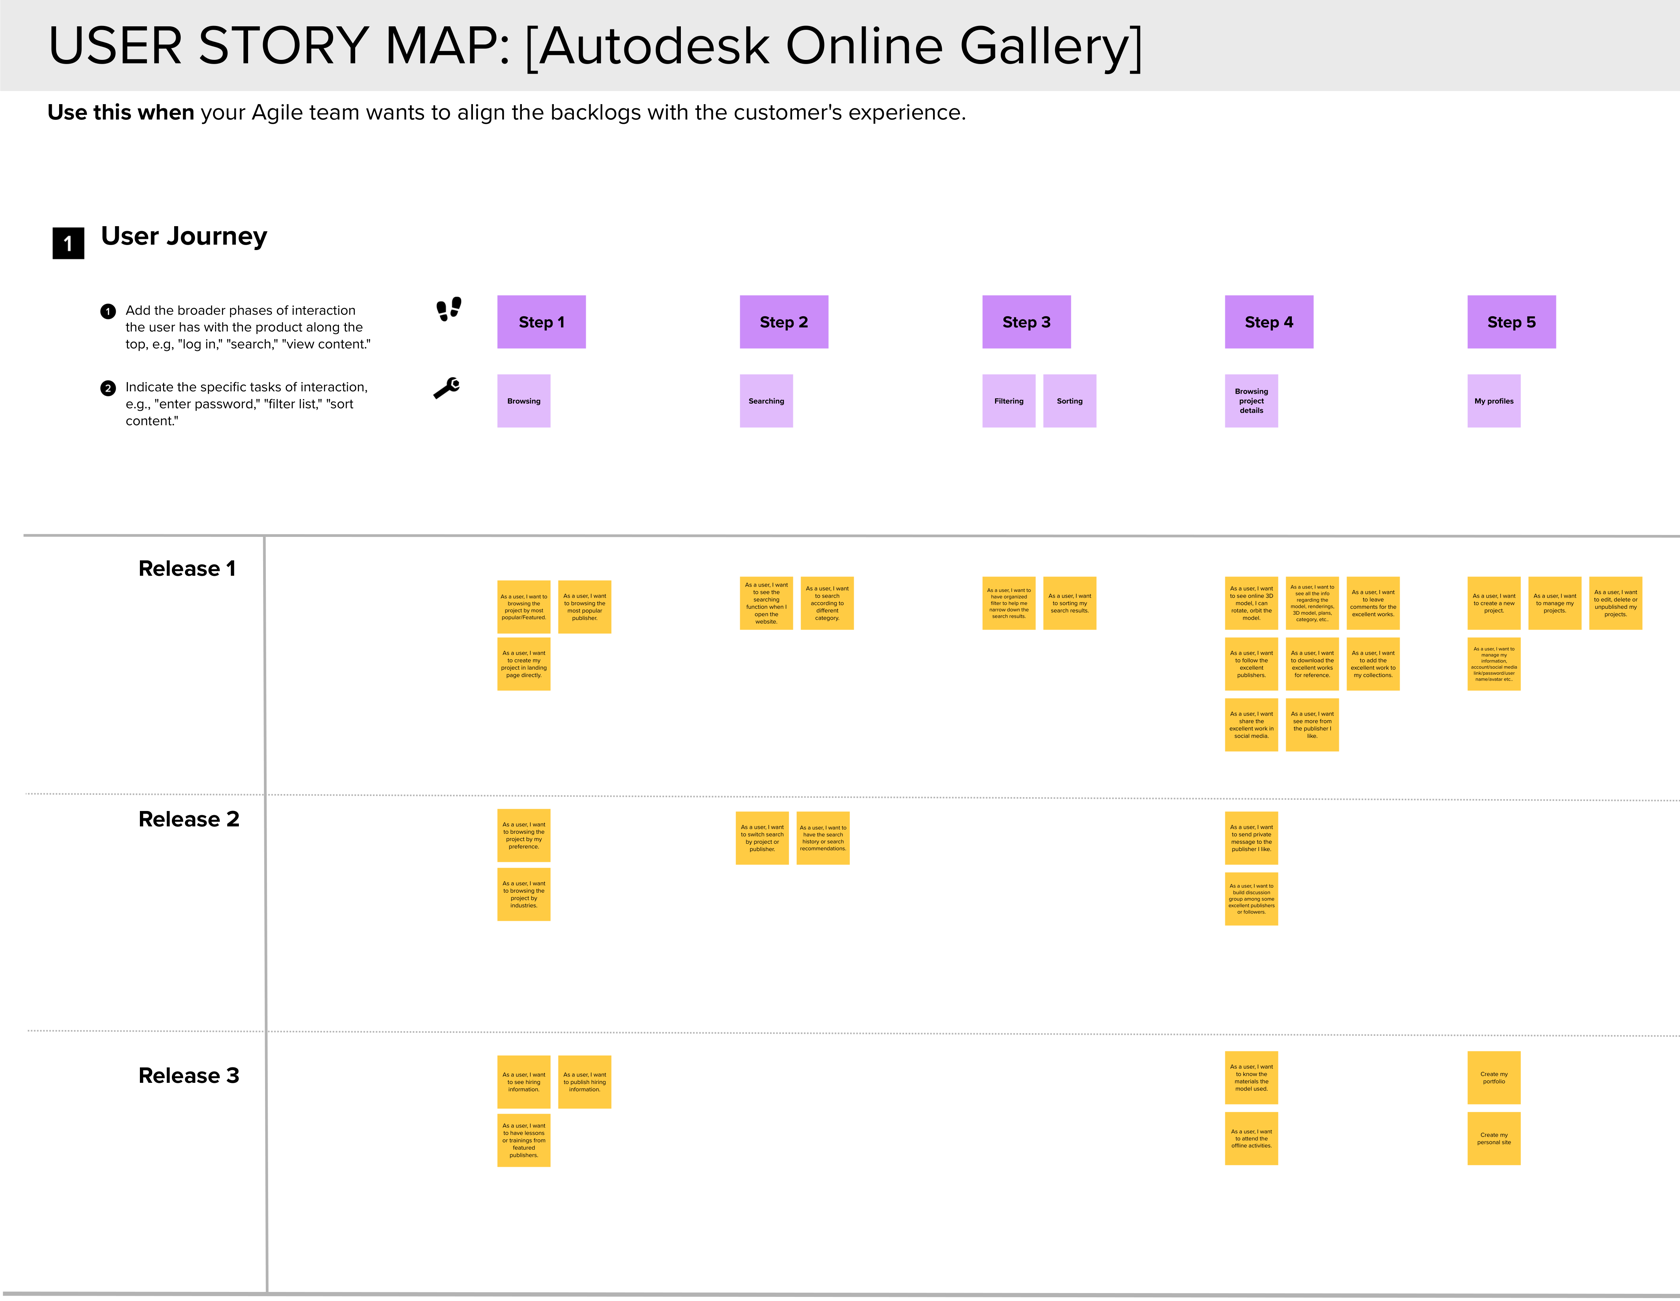 USER STORY MAP: [Autodesk Online Gallery]
Use this when your Agile team wants to align the backlogs with the customer's experience.
1 User Journey
1 Add the broader phases of interaction
the user has with the product along the
top, e.g, "log in," "search," "view content."
Step 1
Step 2
Step 3
Step 4
Step 5
2 Indicate the specific tasks of interaction,
e.g., "enter password," "filter list," "sort
content."
Browsing
Searching
Filtering
Sorting
Browsing
project
details
My profiles
Release 1
As a user, I want to
browsing the
project by most
popular/Featured.
As a user, I want
to browsing the
most popular
publisher.
As a user, I want
to create my
project in landing
page directly.
As a user, I want
to see the
searching
function when I
open the
website.
As a user, I want
to search
according to
different
category.
As a user, I want to
have organized
filter to help me
narrow down the
search results.
As a user, I want
to sorting my
search results.
As a user, I want
to see online 3D
model, I can
rotate, orbit the
model.
As a user, I want to
see all the info
regarding the
model, renderings,
3D model, plans,
category, etc..
As a user, I want
to leave
comments for the
excellent works.
As a user, I want
to follow the
excellent
publishers.
As a user, I want
to download the
excellent works
for reference.
As a user, I want
to add the
excellent work to
my collections.
As a user, I want
share the
excellent work in
social media.
As a user, I want
see more from
the publisher I
like.
As a user, I want
to create a new
project.
As a user, I want
to manage my
projects.
As a user, I want
to edit, delete or
unpublished my
projects.
As a user, I want to
manage my
information,
account/social media
link/password/user
name/avatar etc..
Release 2
As a user, I want
to browsing the
project by my
preference.
As a user, I want
to browsing the
project by
industries.
As a user, I want
to switch search
by project or
publisher.
As a user, I want to
have the search
history or search
recommendations.
As a user, I want
to send private
message to the
publisher I like.
As a user, I want to
build discussion
group among some
excellent publishers
or followers.
Release 3
As a user, I want
to see hiring
information.
As a user, I want
to publish hiring
information.
As a user, I want
to have lessons
or trainings from
featured
publishers.
As a user, I want
to know the
materials the
model used.
As a user, I want
to attend the
offline activities.
Create my
portfolio
Create my
personal site